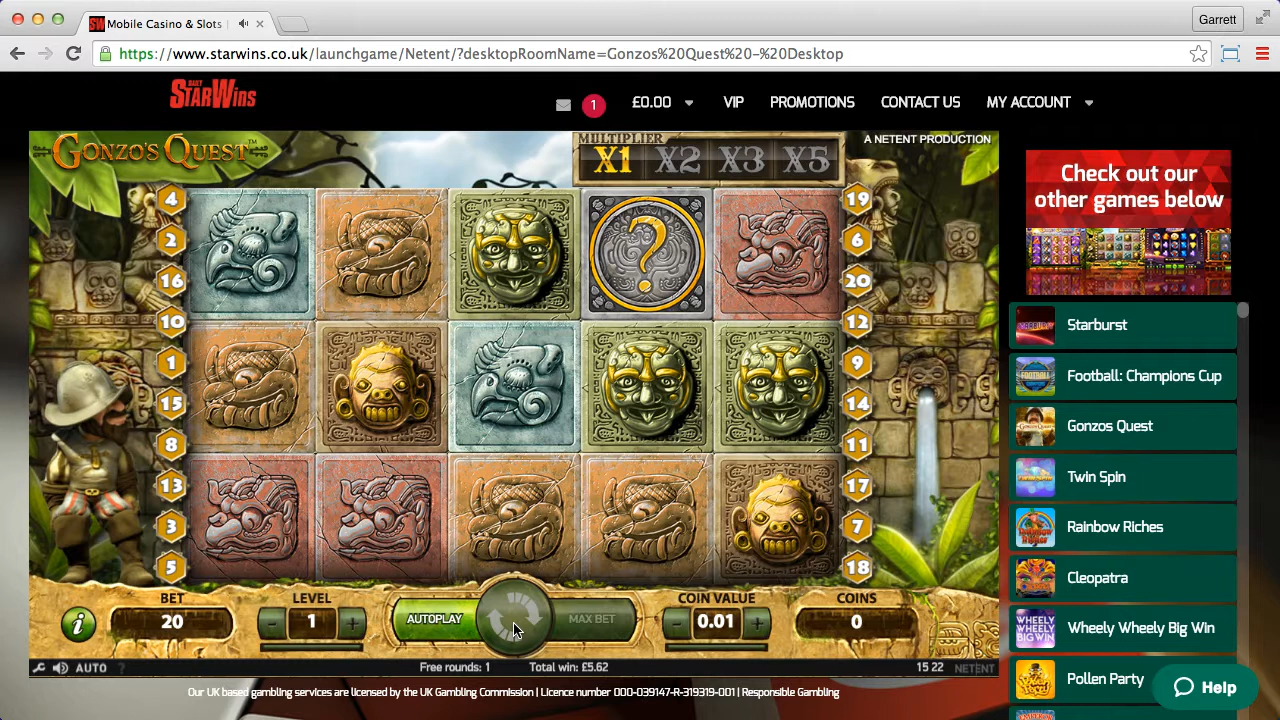 Mobile Casino & Slots
Garrett
https://www.starwins.co.uk/launchgame/Netent/?desktopRoomName=Gonzos%20Quest%20-%20Desktop
DAILY
STARWINS
1
£0.00
VIP
PROMOTIONS
CONTACT US
MY ACCOUNT
GONZO'S QUEST™
MULTIPLIER
X1 X2 X3 X5
A NETENT PRODUCTION
4
2
16
10
1
15
8
13
3
5
?
19
6
20
12
9
14
11
17
7
18
BET
20
LEVEL
- 1 +
AUTOPLAY
MAX BET
COIN VALUE
- 0.01 +
COINS
0
i
AUTO ?
Free rounds: 1
Total win: £5.62
15 22
NETENT
Our UK based gambling services are licensed by the UK Gambling Commission | Licence number 000-039147-R-319319-001 | Responsible Gambling
Check out our
other games below
Starburst
Football: Champions Cup
Gonzos Quest
Twin Spin
Rainbow Riches
Cleopatra
Wheely Wheely Big Win
Pollen Party
Help